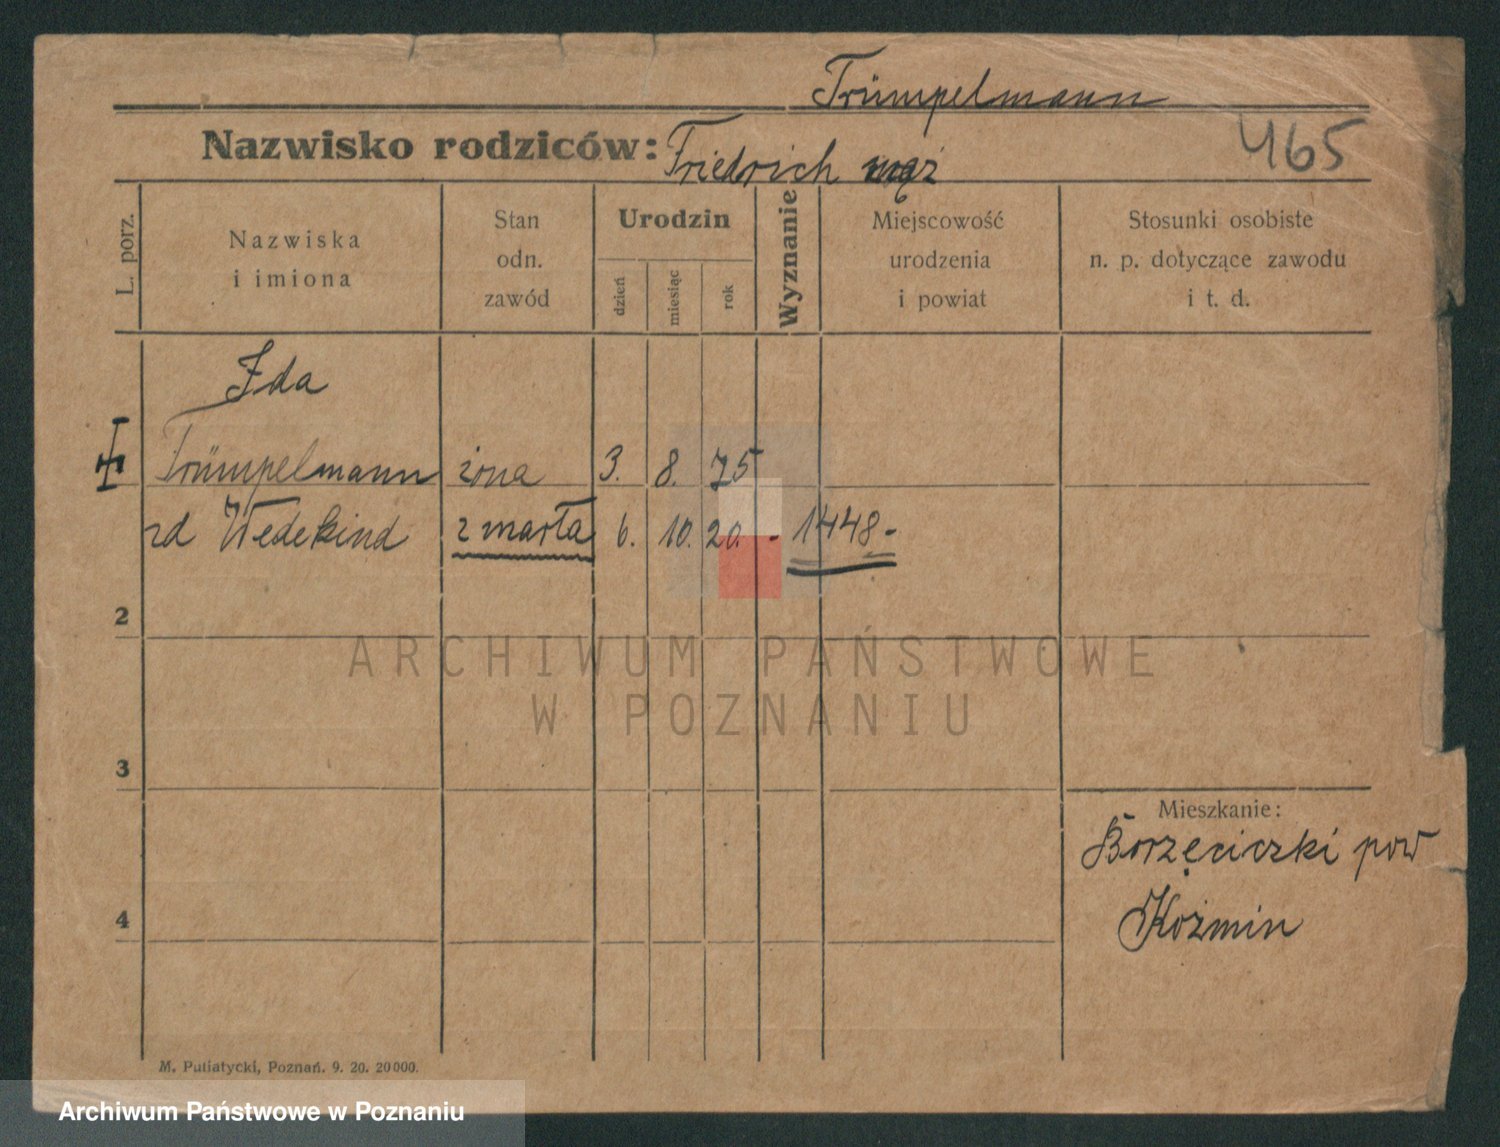 Trümpelmann
Nazwisko rodziców: Friedrich mąż
465
L. porz.
Nazwiska
i imiona
Stan
odn.
zawód
Urodzin
dzień
miesiąc
rok
Wyznanie
Miejscowość
urodzenia
i powiat
Stosunki osobiste
n. p. dotyczące zawodu
i t. d.
Ida
Trümpelmann żona 3. 8. 75
zd Wedekind zmarła 6. 10. 20. - 1448-
2
ARCHIWUM PAŃSTWOWE
W POZNANIU
3
Mieszkanie:
Borzęciczki pow
4
Koźmin
M. Putiatycki, Poznań. 9. 20. 20000.
Archiwum Państwowe w Poznaniu